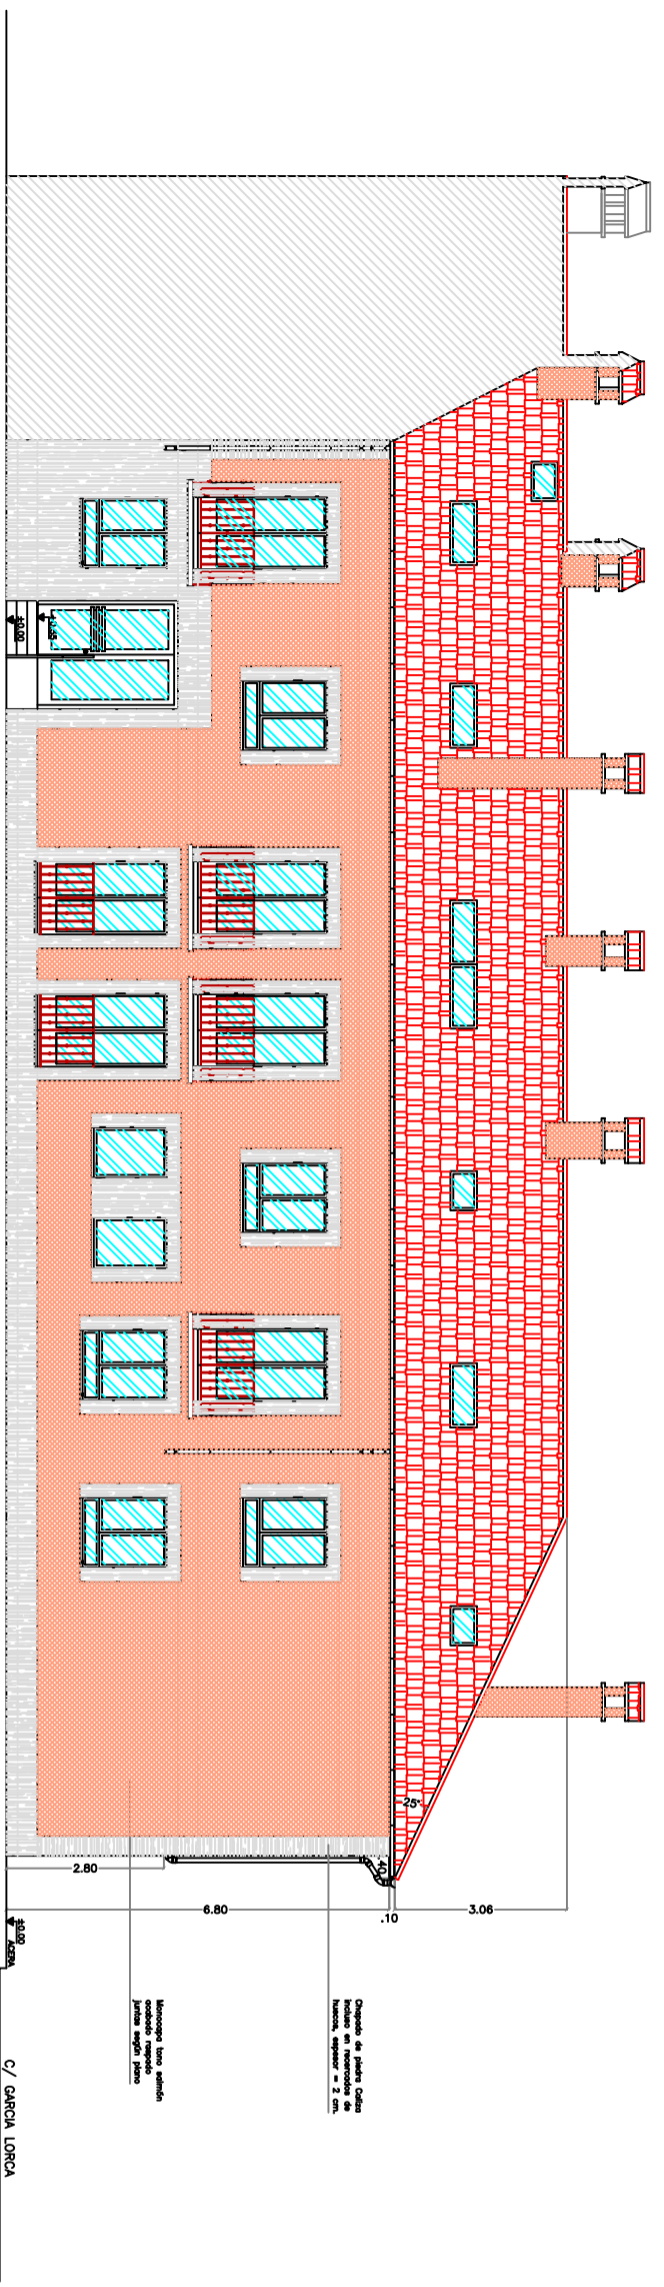 ±0.00
25°
.40
2.80
6.80
.10
3.06
±0.00
ACERA
Chapado de piedra Caliza
incluso en recercados de
huecos, espesor = 2 cm.
Monocapa tono salmón
acabado raspado
juntas según plano
C/ GARCIA LORCA